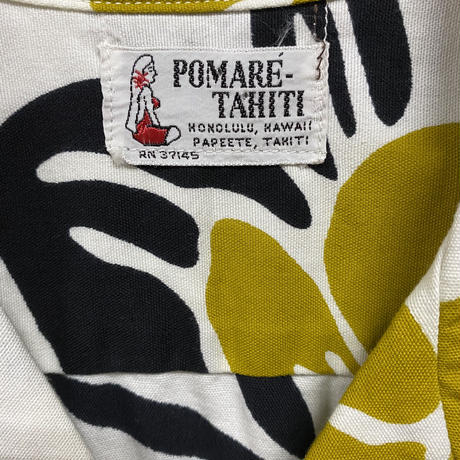 POMARÉ-
TAHITI
HONOLULU, HAWAII
PAPEETE, TAHITI
RN 37145